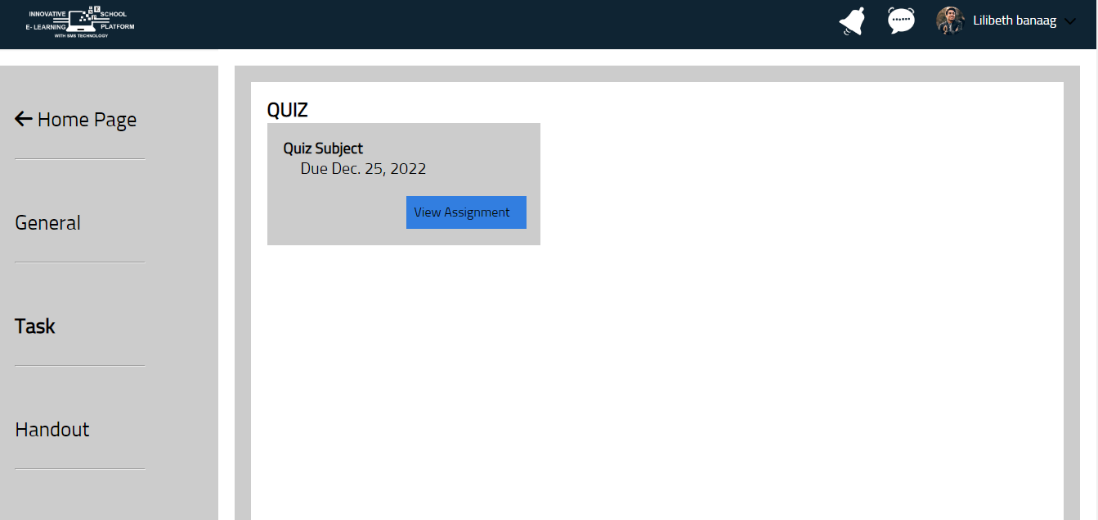 INNOVATIVE SCHOOL
E-LEARNING PLATFORM
WITH SMS TECHNOLOGY
Lilibeth banaag
Home Page
General
Task
Handout
QUIZ
Quiz Subject
Due Dec. 25, 2022
View Assignment